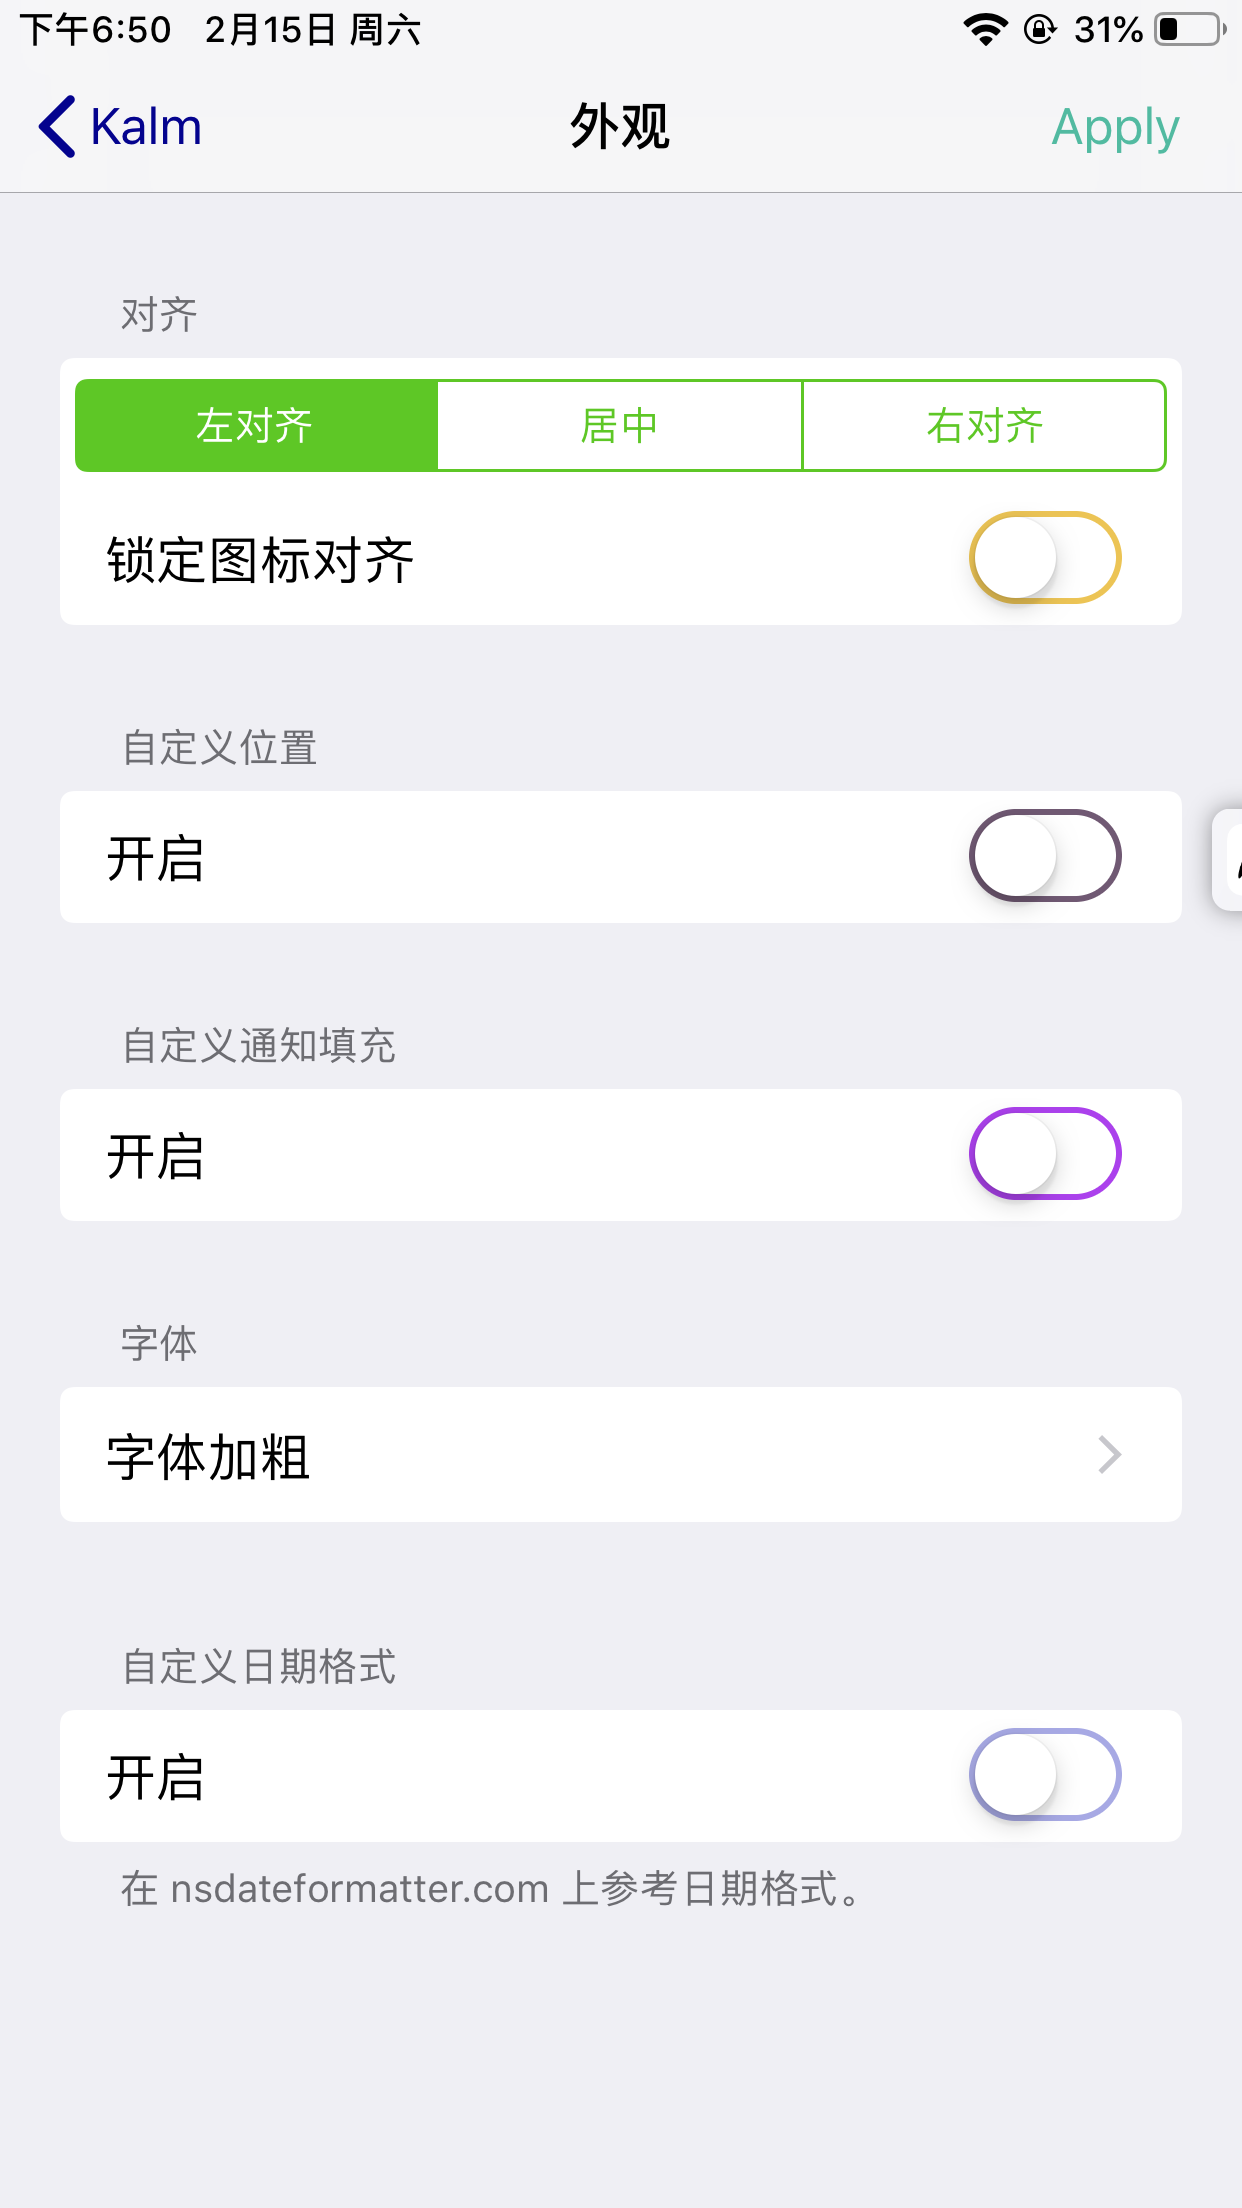 下午6:50 2月15日 周六 31%
Kalm 外观 Apply
对齐
左对齐 居中 右对齐
锁定图标对齐
自定义位置
开启
自定义通知填充
开启
字体
字体加粗
自定义日期格式
开启
在 nsdateformatter.com 上参考日期格式。